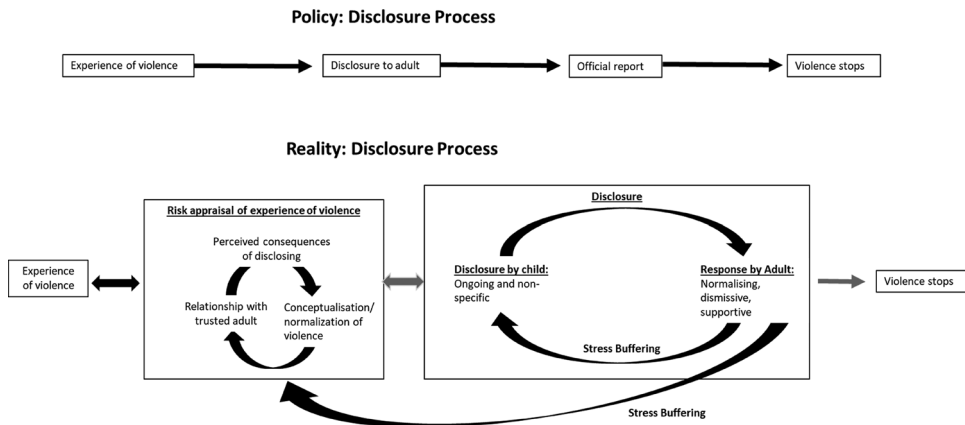 Policy: Disclosure Process
Experience of violence
Disclosure to adult
Official report
Violence stops
Reality: Disclosure Process
Experience
of violence
Risk appraisal of experience of violence
Perceived consequences
of disclosing
Relationship with
trusted adult
Conceptualisation/
normalization of
violence
Disclosure
Disclosure by child:
Ongoing and non-
specific
Response by Adult:
Normalising,
dismissive,
supportive
Stress Buffering
Violence stops
Stress Buffering